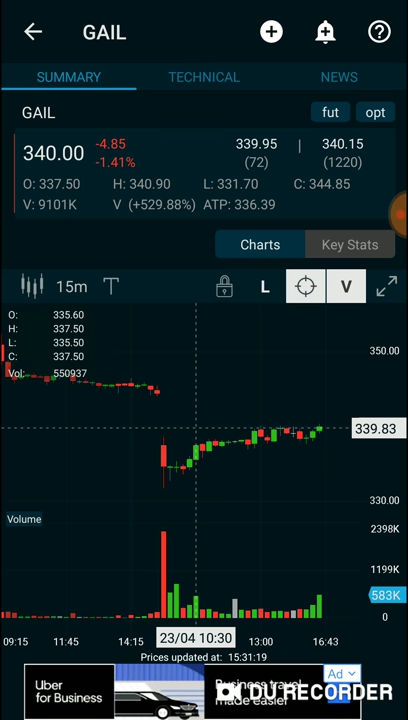 GAIL
SUMMARY TECHNICAL NEWS
GAIL fut opt
340.00 -4.85 -1.41% 339.95 (72) | 340.15 (1220)
O: 337.50 H: 340.90 L: 331.70 C: 344.85
V: 9101K V (+529.88%) ATP: 336.39
Charts Key Stats
15m T L V
O: 335.60
H: 337.50
L: 335.50
C: 337.50
Vol: 550937
350.00
339.83
330.00
Volume
2398K
1199K
583K
0
09:15 11:45 14:15 23/04 10:30 13:00 16:43
Prices updated at: 15:31:19
Ad
Uber
for Business
Business travel
made easier
DU RECORDER